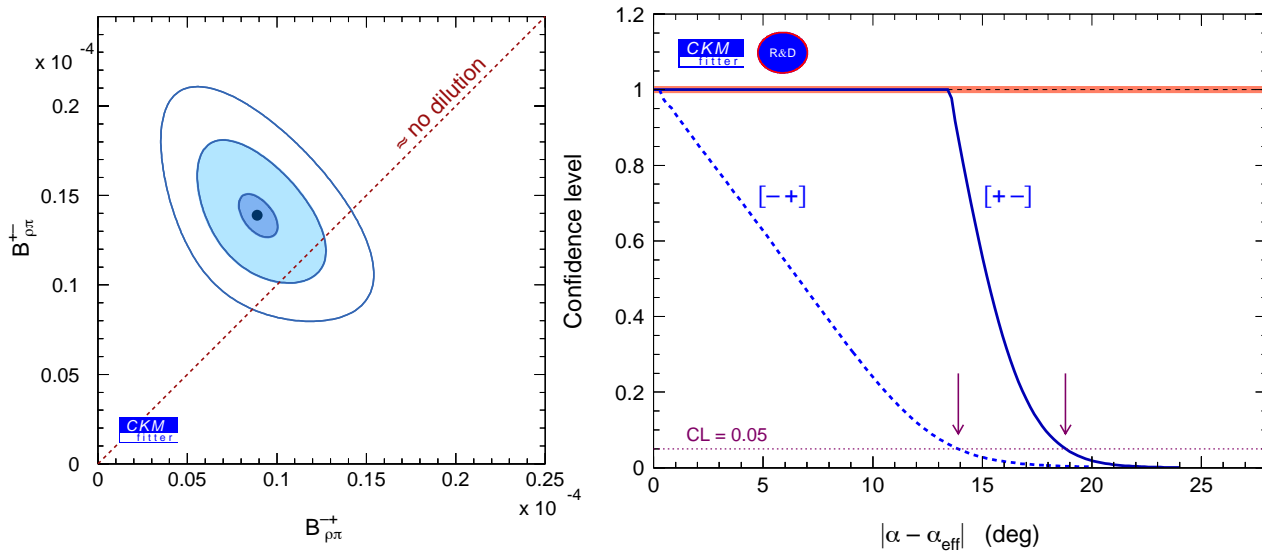 x 10⁻⁴
0.2
0.15
0.1
0.05
0
B⁺⁻ρπ
≈ no dilution
CKM
fitter
0 0.05 0.1 0.15 0.2 0.25
x 10⁻⁴
B⁻⁺ρπ
1.2
1
0.8
0.6
0.4
0.2
0
Confidence level
CKM
fitter
R&D
[− +]
[+ −]
CL = 0.05
0 5 10 15 20 25
|α − αeff| (deg)